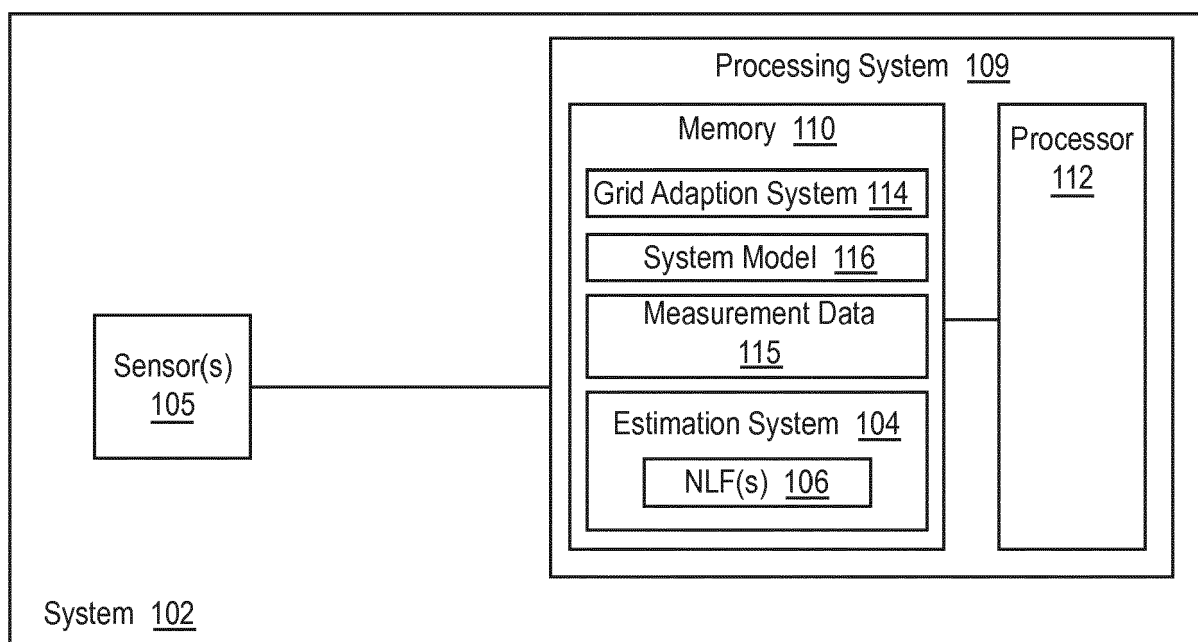 Processing System 109
Memory 110
Processor
112
Grid Adaption System 114
System Model 116
Measurement Data
115
Sensor(s)
105
Estimation System 104
NLF(s) 106
System 102